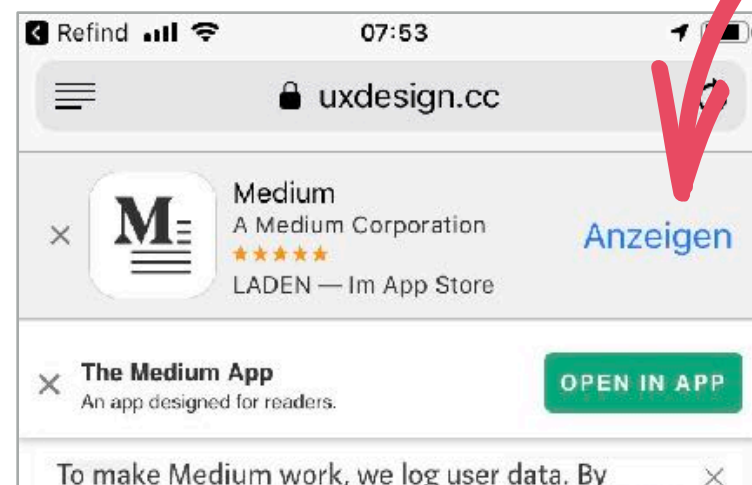 Refind 07:53
uxdesign.cc
Medium
A Medium Corporation
Anzeigen
LADEN — Im App Store
The Medium App
An app designed for readers.
OPEN IN APP
To make Medium work, we log user data. By